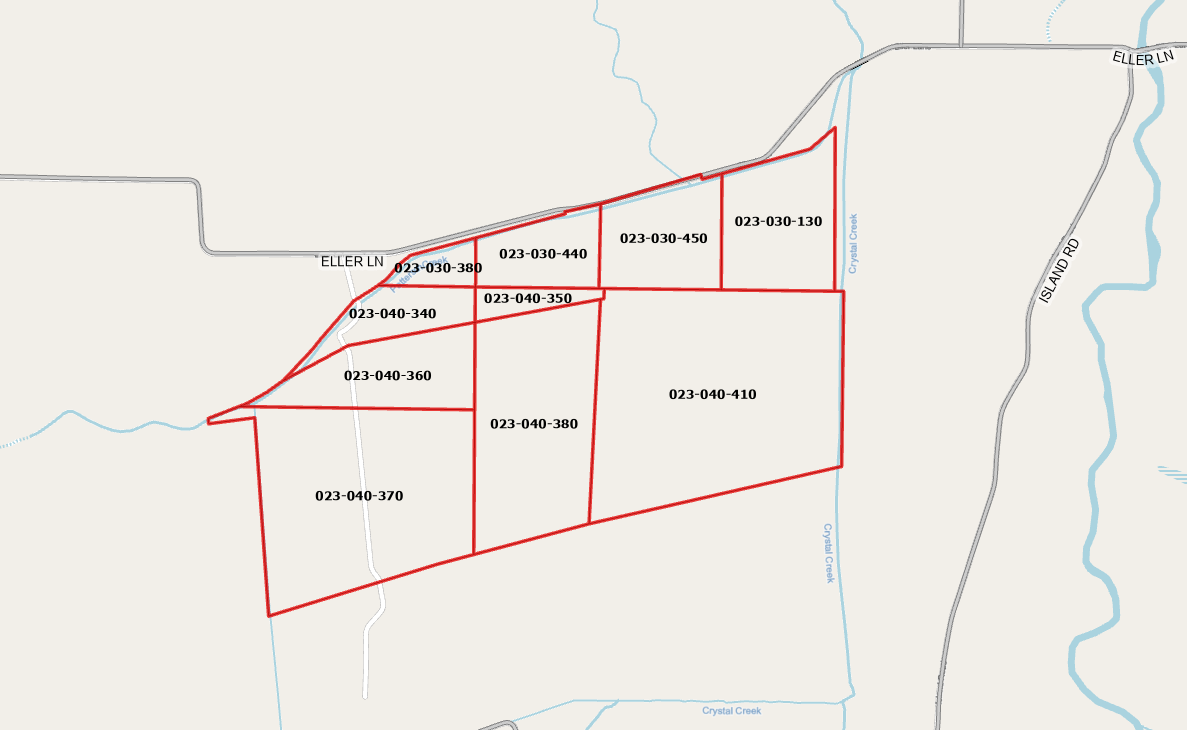 ELLER LN
023-030-130
Crystal Creek
023-030-450
023-030-440
ELLER LN
023-030-380
ISLAND RD
023-040-350
023-040-340
023-040-360
023-040-410
023-040-380
023-040-370
Crystal Creek
Crystal Creek